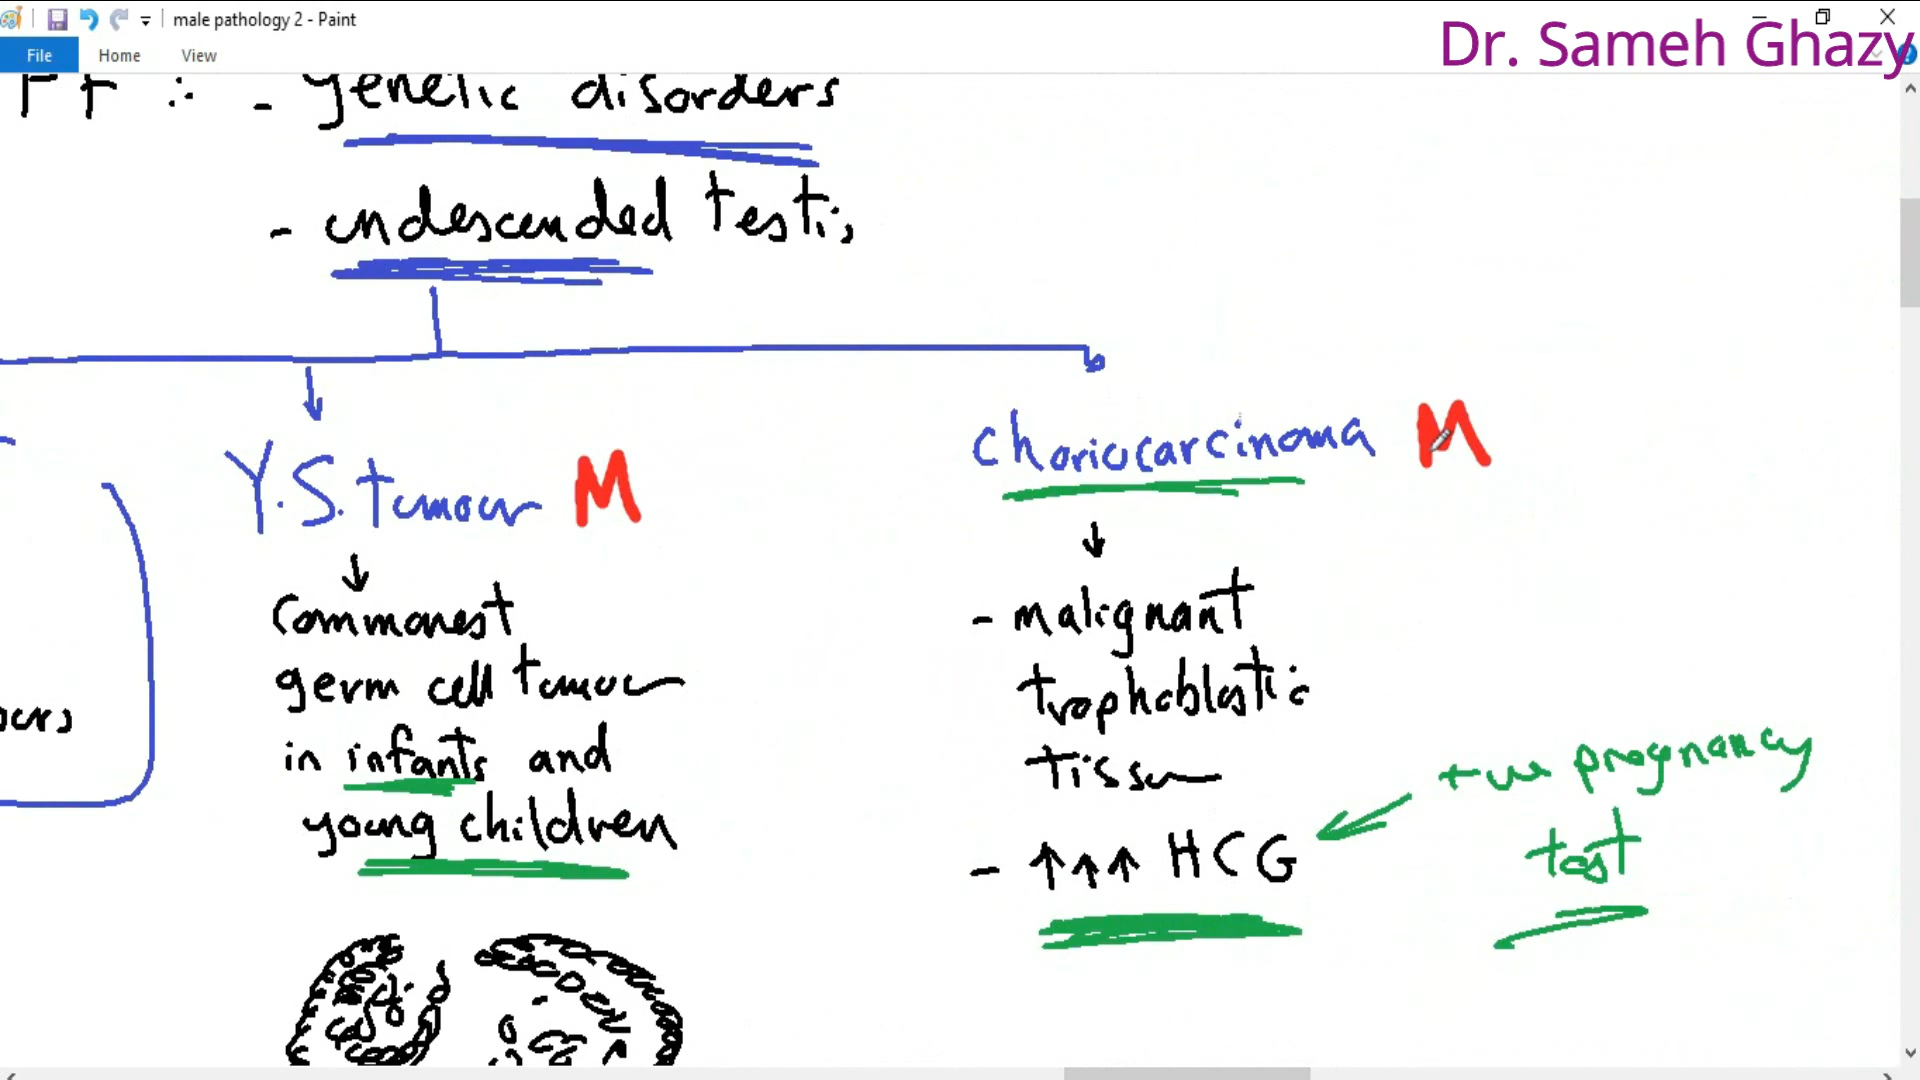 male pathology 2 - Paint
Dr. Sameh Ghazy
File Home View
PF : - genetic disorders
- undescended testis
Y.S. tumour M
commonest
germ cell tumour
in infants and
young children
choriocarcinoma M
- malignant
trophoblastic
tissue
- ↑↑↑ HCG
+ve pregnancy
test